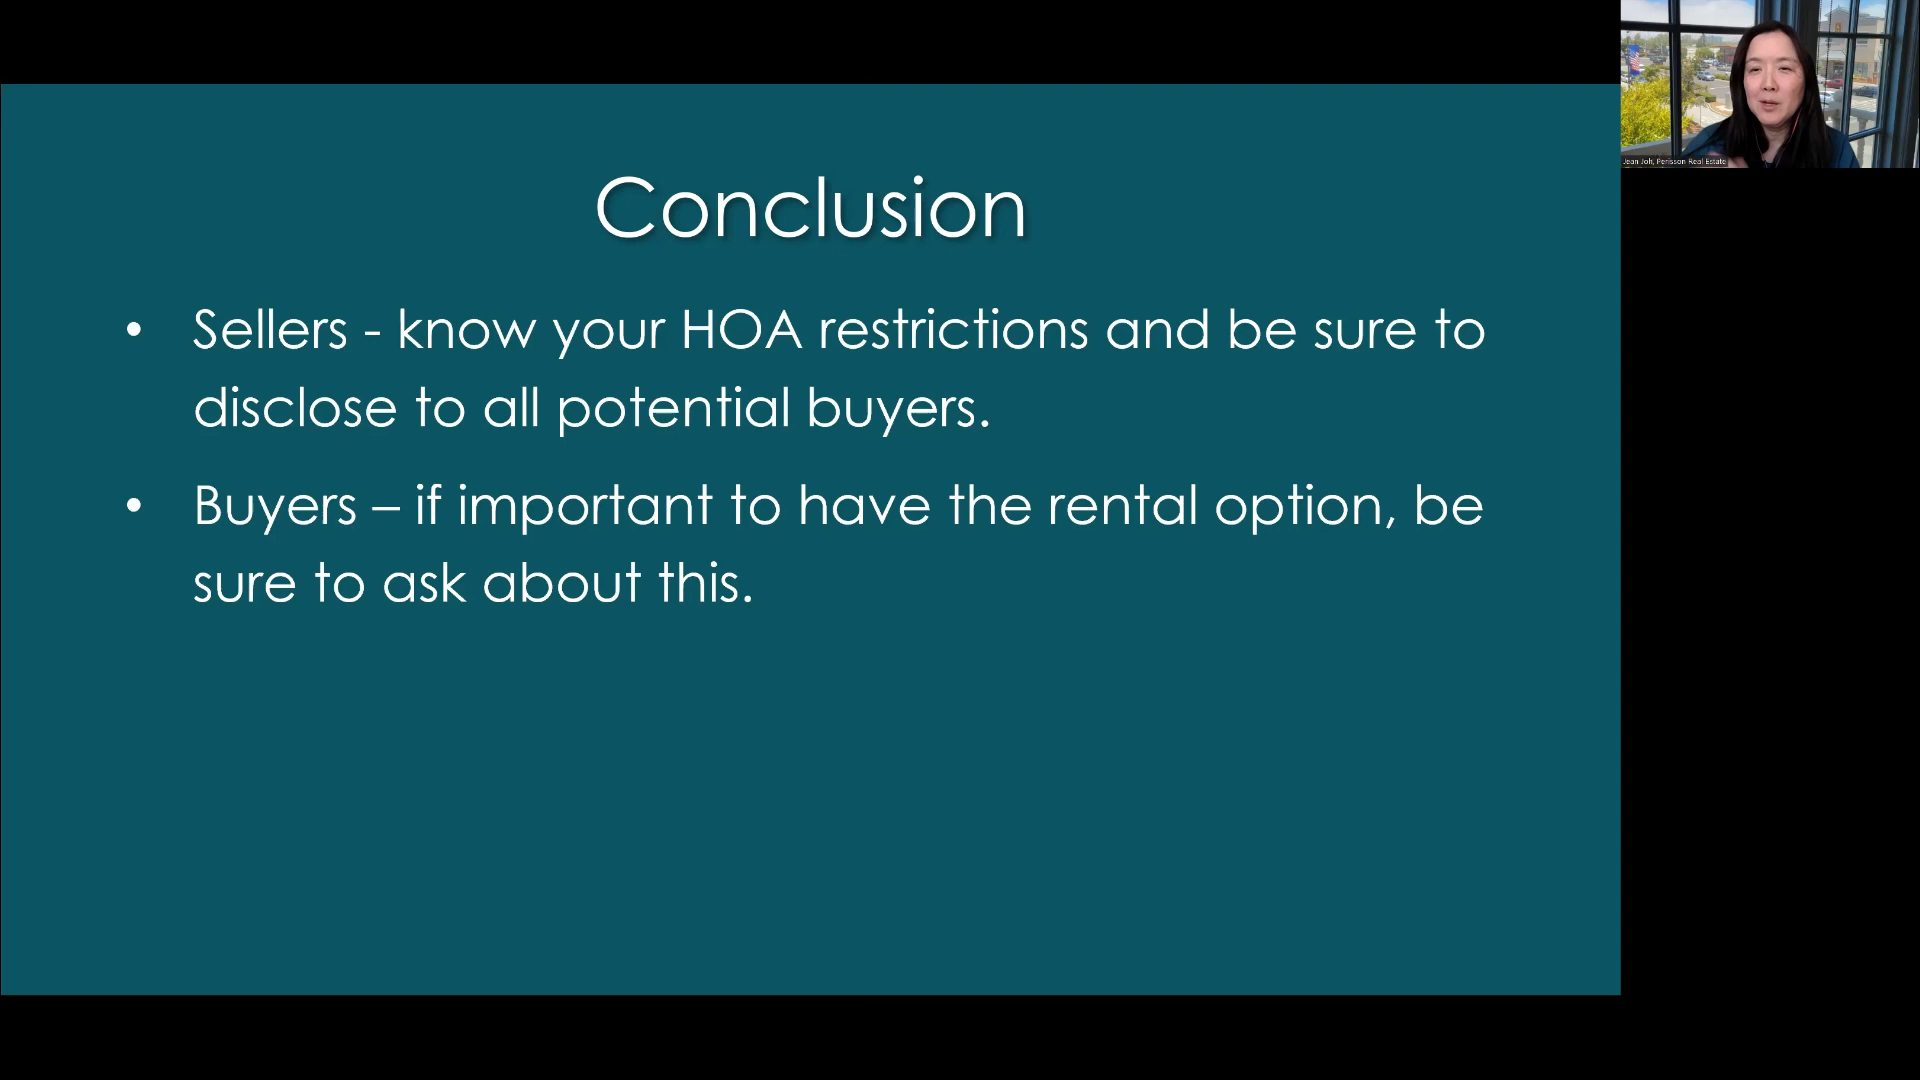 Conclusion
• Sellers - know your HOA restrictions and be sure to
disclose to all potential buyers.
• Buyers – if important to have the rental option, be
sure to ask about this.
Jean Joh, Perisson Real Estate